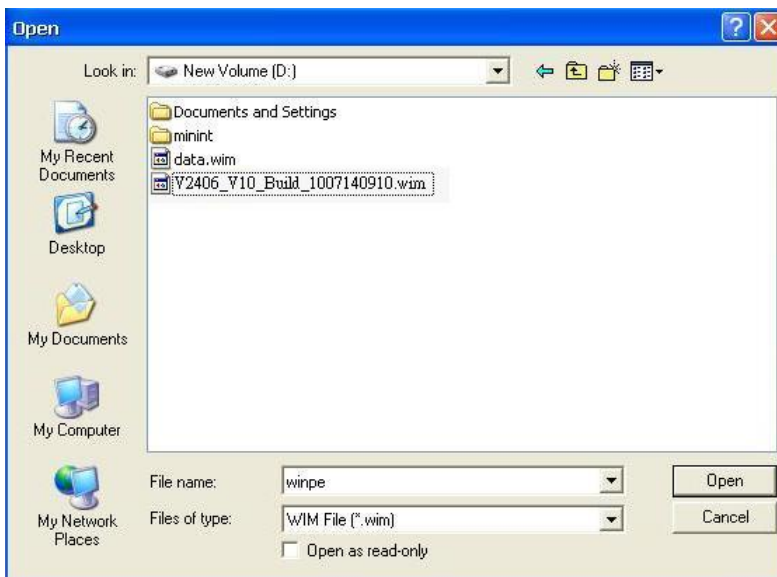 Open
Look in: New Volume (D:)
My Recent
Documents
Desktop
My Documents
My Computer
My Network
Places
Documents and Settings
minint
data.wim
V2406_V10_Build_1007140910.wim
File name: winpe Open
Files of type: WIM File (*.wim) Cancel
Open as read-only